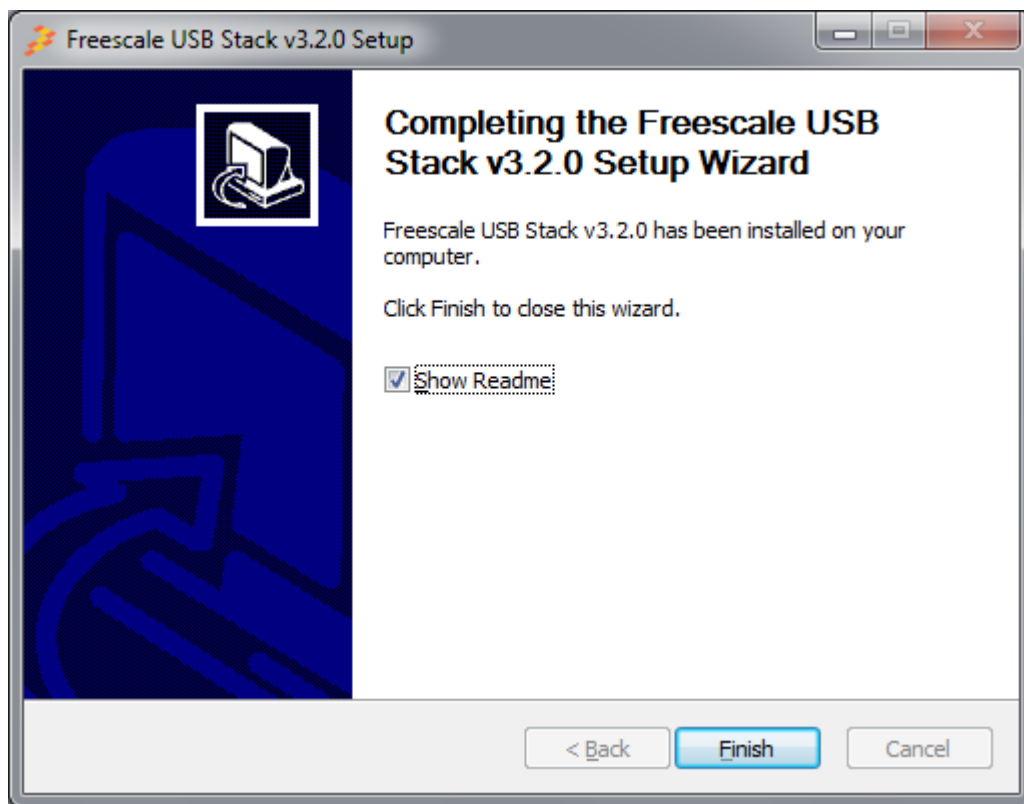 Freescale USB Stack v3.2.0 Setup
Completing the Freescale USB
Stack v3.2.0 Setup Wizard
Freescale USB Stack v3.2.0 has been installed on your
computer.
Click Finish to close this wizard.
Show Readme
< Back
Finish
Cancel